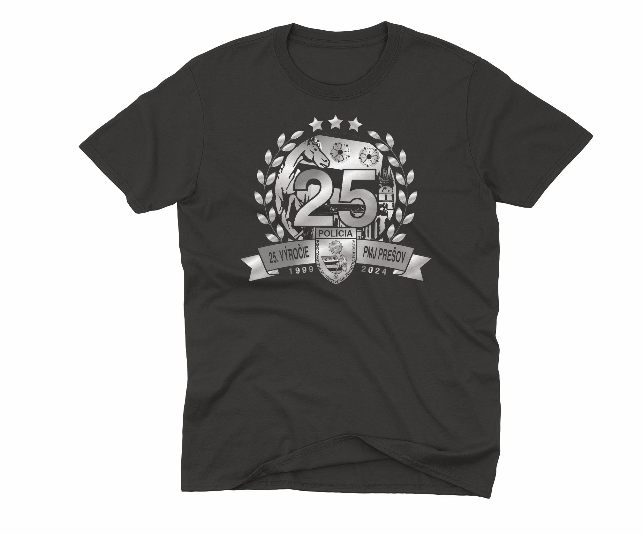 25
POLÍCIA
25. VÝROČIE PMJ PREŠOV
1999 2024